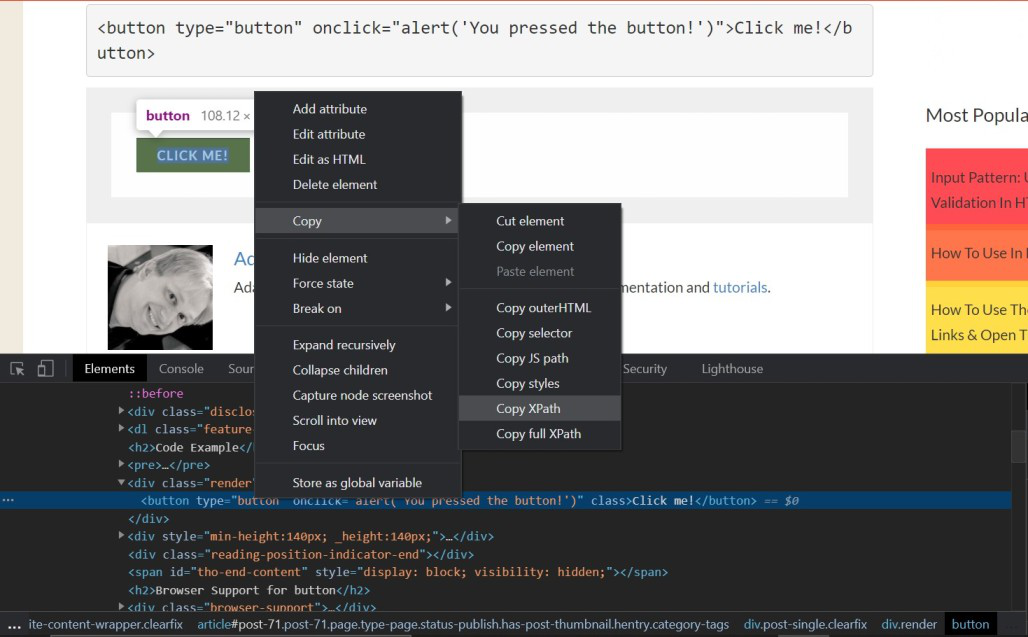 <button type="button" onclick="alert('You pressed the button!')">Click me!</b
utton>
button 108.12 ×
CLICK ME!
Add attribute
Edit attribute
Edit as HTML
Delete element
Copy
Hide element
Force state
Break on
Expand recursively
Collapse children
Capture node screenshot
Scroll into view
Focus
Store as global variable
Cut element
Copy element
Paste element
Copy outerHTML
Copy selector
Copy JS path
Copy styles
Copy XPath
Copy full XPath
and tutorials.
Most Popula
Input Pattern: U
Validation In HT
How To Use In
How To Use The
Links & Open T
Elements Console Sour Security Lighthouse
::before
<div class="disclos
<dl class="feature-
<h2>Code Example</
<pre>…</pre>
<div class="render"
<button type="button" onclick="alert('You pressed the button!')" class>Click me!</button> == $0
</div>
<div style="min-height:140px; _height:140px;">…</div>
<div class="reading-position-indicator-end"></div>
<span id="tho-end-content" style="display: block; visibility: hidden;"></span>
<h2>Browser Support for button</h2>
<div class="browser-support">…</div>
… ite-content-wrapper.clearfix article#post-71.post-71.page.type-page.status-publish.has-post-thumbnail.hentry.category-tags div.post-single.clearfix div.render button